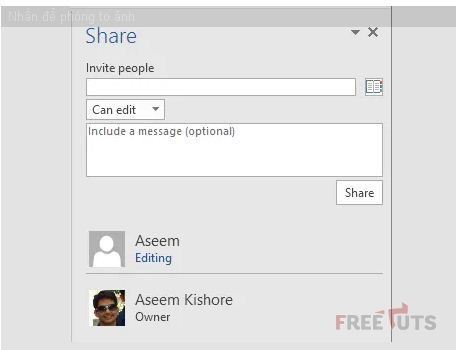 Nhấn để phóng to ảnh
Share
Invite people
Can edit
Include a message (optional)
Share
Aseem
Editing
Aseem Kishore
Owner
FREETUTS